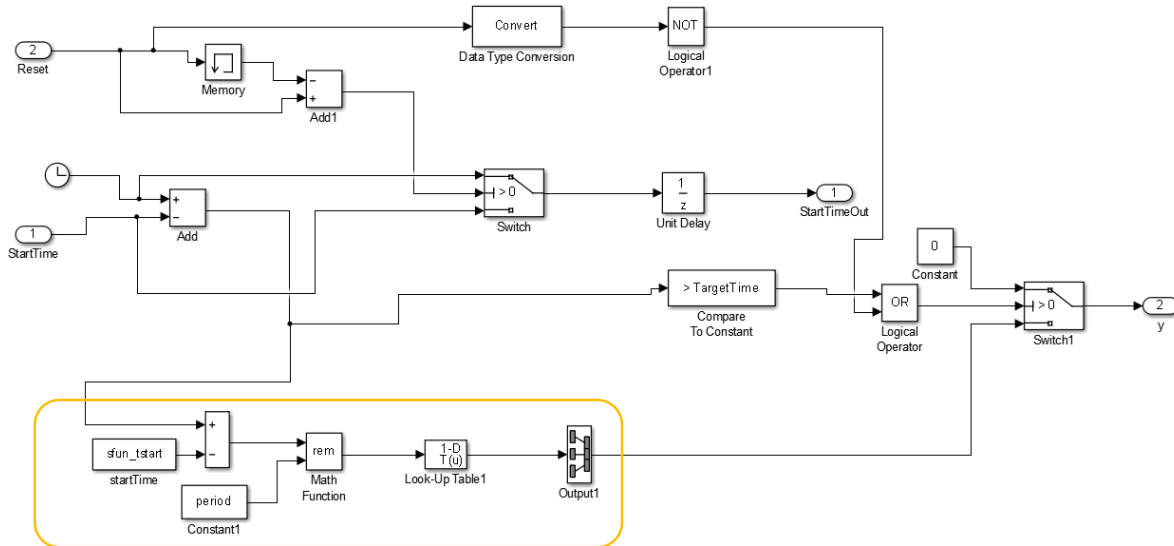 2
Reset
Memory
−
+
Add1
Convert
Data Type Conversion
NOT
Logical
Operator1
+
−
Add
1
StartTime
> 0
Switch
1
z
Unit Delay
1
StartTimeOut
> TargetTime
Compare
To Constant
0
Constant
OR
Logical
Operator
> 0
Switch1
2
y
sfun_tstart
startTime
+
−
period
Constant1
rem
Math
Function
1-D
T(u)
Look-Up Table1
Output1